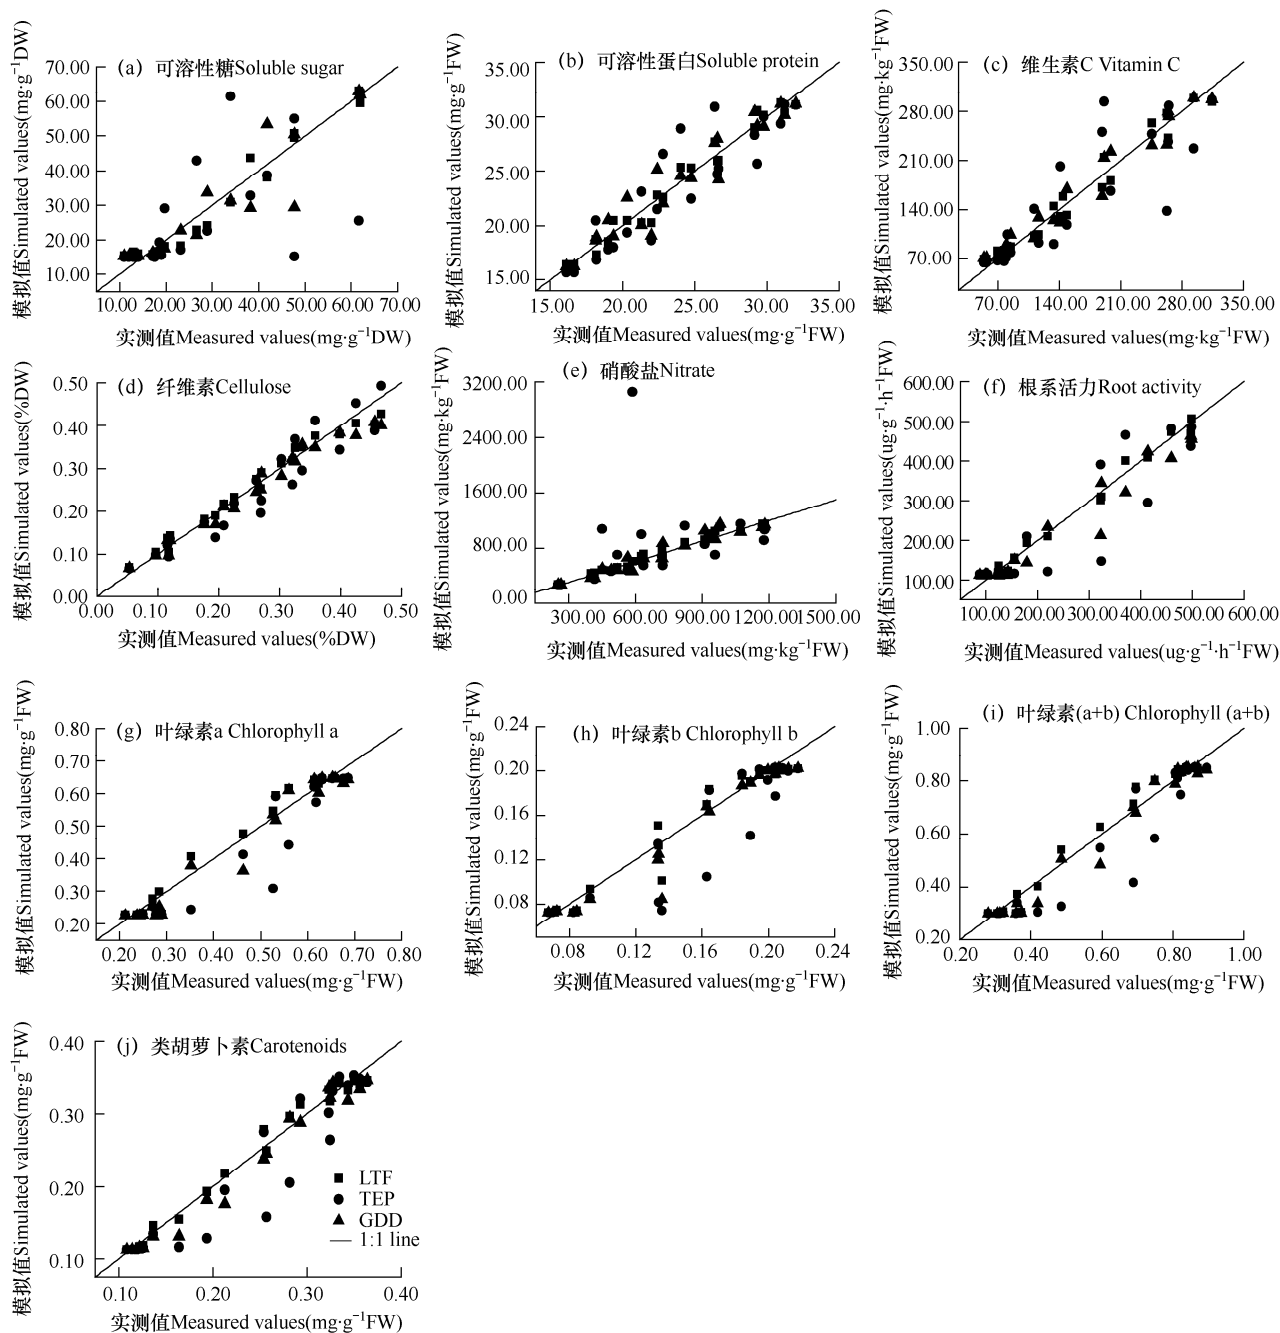 模拟值Simulated values(mg·g⁻¹DW)
(a) 可溶性糖Soluble sugar
70.00
60.00
50.00
40.00
30.00
20.00
10.00
10.00 20.00 30.00 40.00 50.00 60.00 70.00
实测值Measured values(mg·g⁻¹DW)
模拟值Simulated values(mg·g⁻¹FW)
(b) 可溶性蛋白Soluble protein
35.00
30.00
25.00
20.00
15.00
15.00 20.00 25.00 30.00 35.00
实测值Measured values(mg·g⁻¹FW)
模拟值Simulated values(mg·kg⁻¹FW)
(c) 维生素C Vitamin C
350.00
280.00
210.00
140.00
70.00
70.00 140.00 210.00 280.00 350.00
实测值Measured values(mg·kg⁻¹FW)
模拟值Simulated values(%DW)
(d) 纤维素Cellulose
0.50
0.40
0.30
0.20
0.10
0.00
0.00 0.10 0.20 0.30 0.40 0.50
实测值Measured values(%DW)
模拟值Simulated values(mg·kg⁻¹FW)
(e) 硝酸盐Nitrate
3200.00
2400.00
1600.00
800.00
0.00
300.00 600.00 900.00 1200.00 1500.00
实测值Measured values(mg·kg⁻¹FW)
模拟值Simulated values(ug·g⁻¹·h⁻¹FW)
(f) 根系活力Root activity
600.00
500.00
400.00
300.00
200.00
100.00
100.00 200.00 300.00 400.00 500.00 600.00
实测值Measured values(ug·g⁻¹·h⁻¹FW)
模拟值Simulated values(mg·g⁻¹FW)
(g) 叶绿素a Chlorophyll a
0.80
0.70
0.60
0.50
0.40
0.30
0.20
0.20 0.30 0.40 0.50 0.60 0.70 0.80
实测值Measured values(mg·g⁻¹FW)
模拟值Simulated values(mg·g⁻¹FW)
(h) 叶绿素b Chlorophyll b
0.24
0.20
0.16
0.12
0.08
0.08 0.12 0.16 0.20 0.24
实测值Measured values(mg·g⁻¹FW)
模拟值Simulated values(mg·g⁻¹FW)
(i) 叶绿素(a+b) Chlorophyll (a+b)
1.00
0.80
0.60
0.40
0.20
0.20 0.40 0.60 0.80 1.00
实测值Measured values(mg·g⁻¹FW)
模拟值Simulated values(mg·g⁻¹FW)
(j) 类胡萝卜素Carotenoids
0.40
0.30
0.20
0.10
LTF
TEP
GDD
1:1 line
0.10 0.20 0.30 0.40
实测值Measured values(mg·g⁻¹FW)